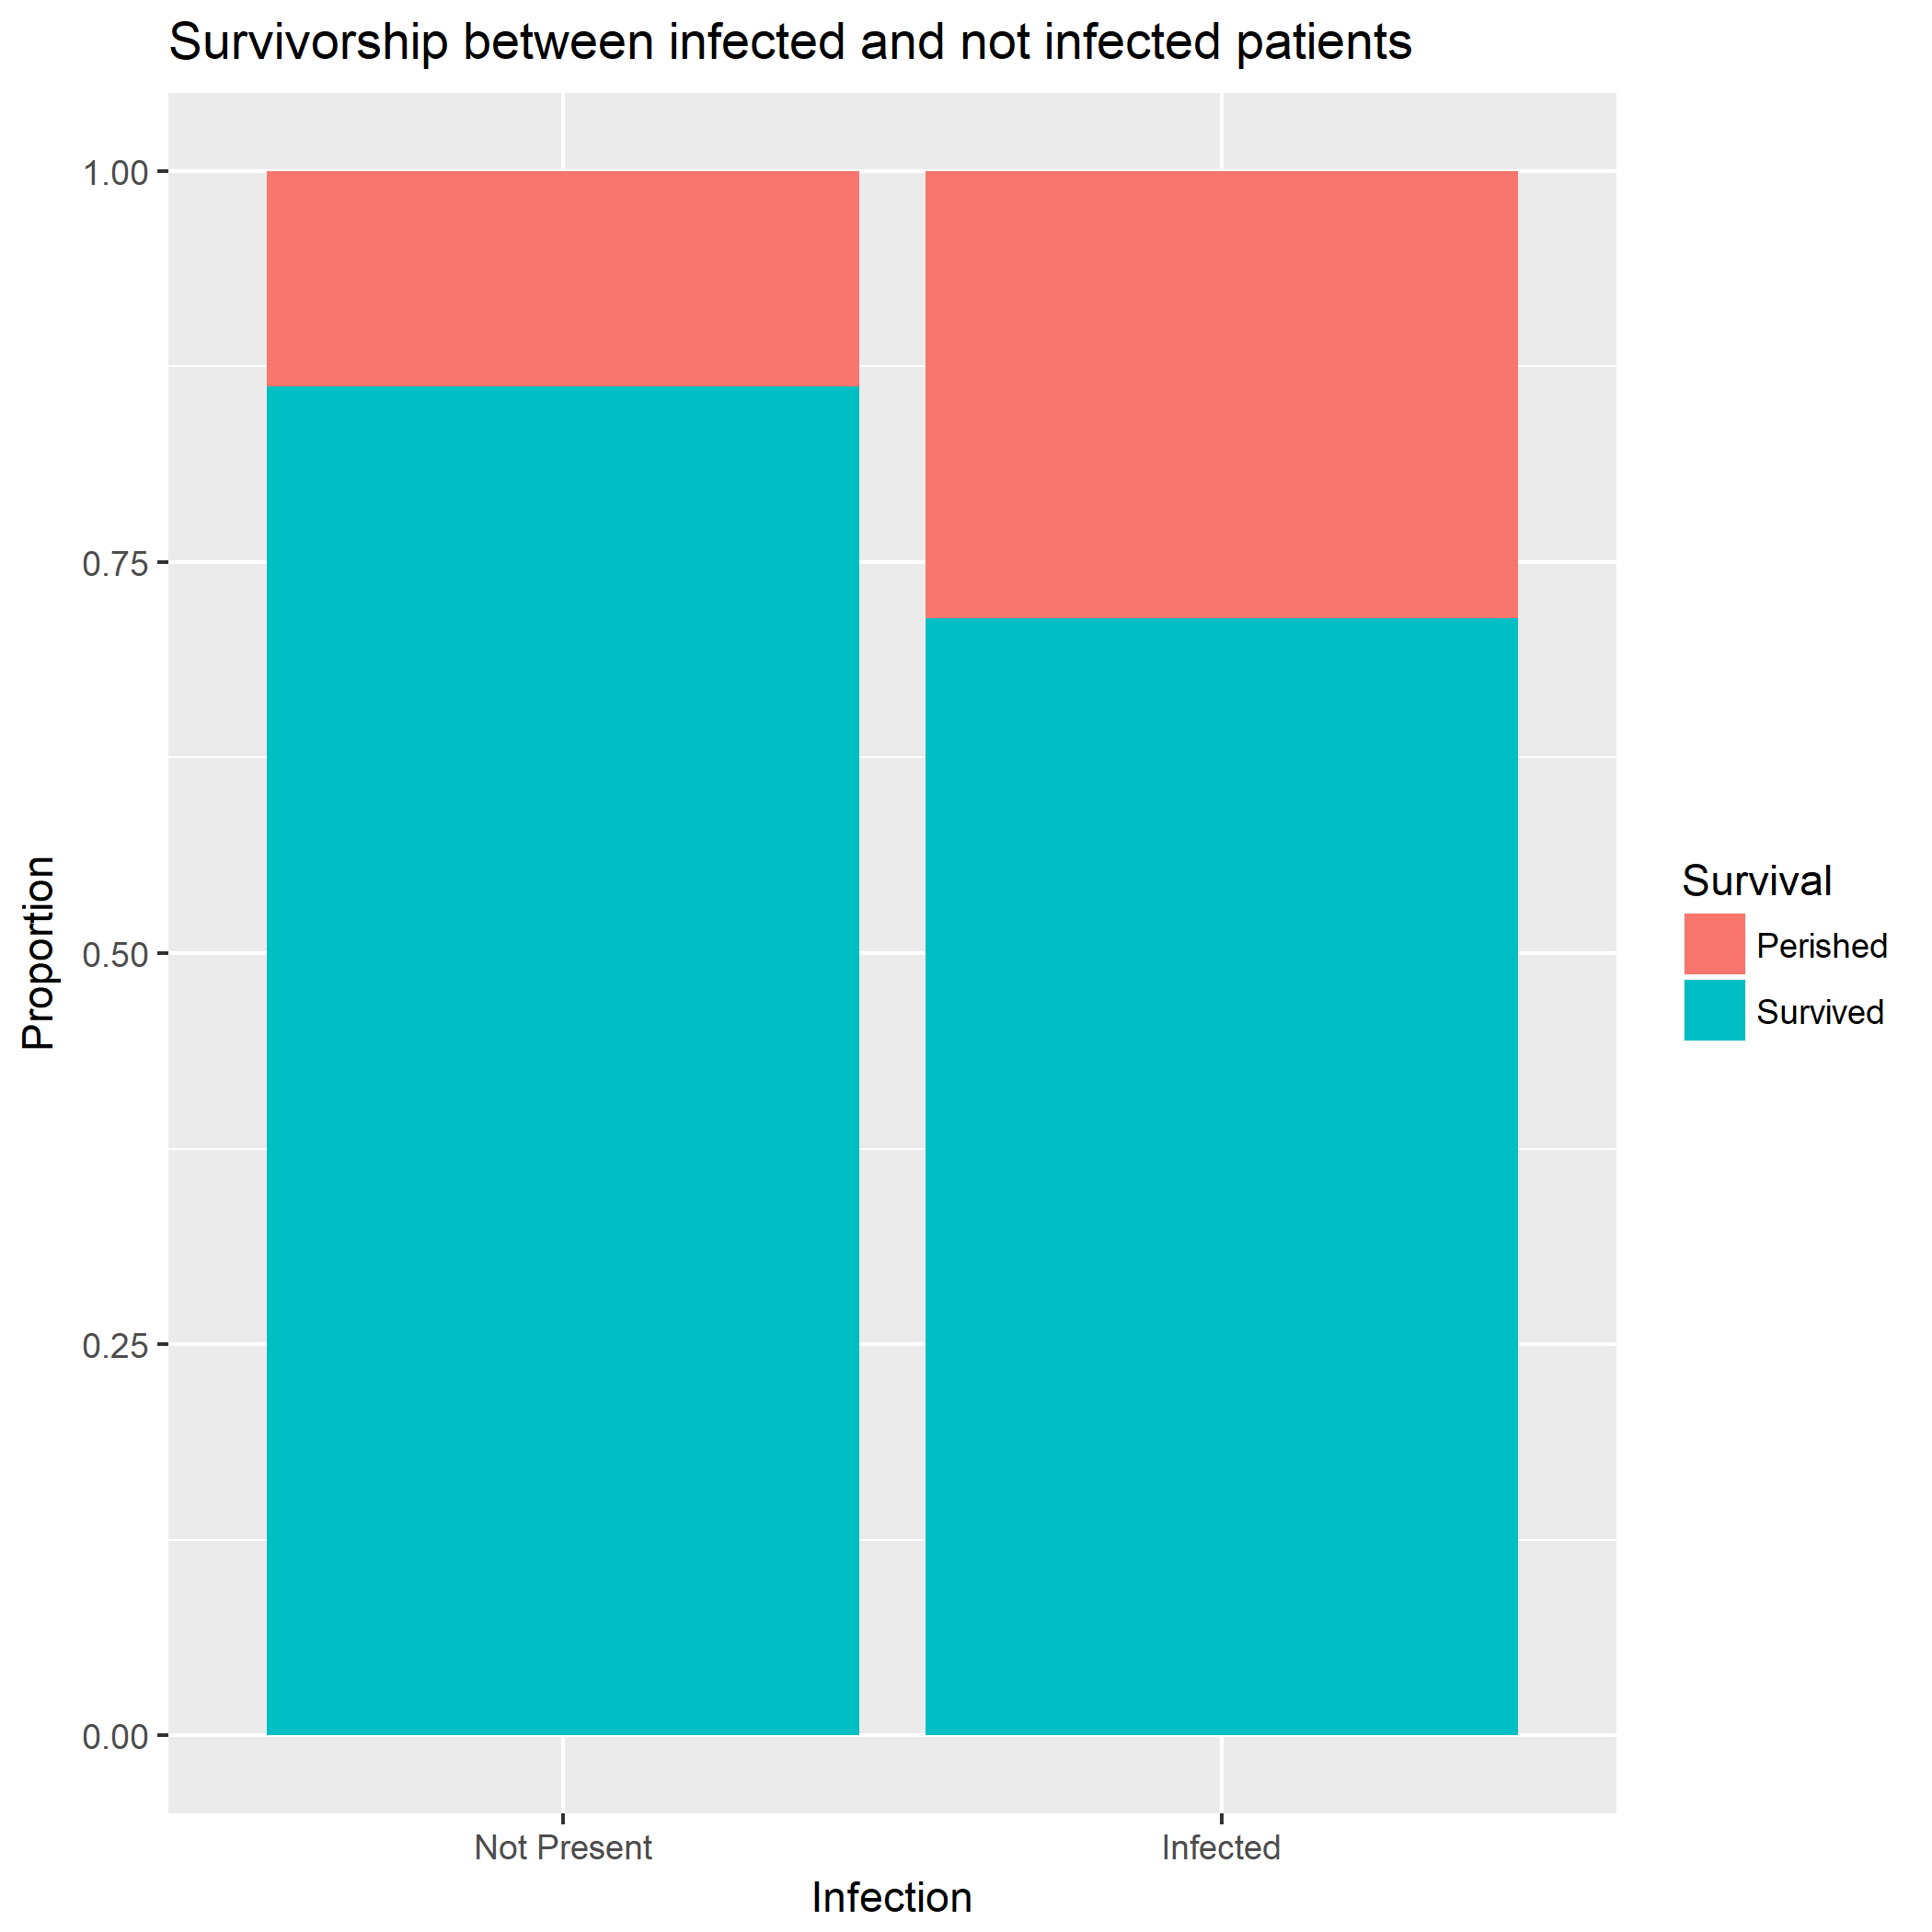 Survivorship between infected and not infected patients
1.00
0.75
0.50
0.25
0.00
Proportion
Not Present
Infected
Infection
Survival
Perished
Survived